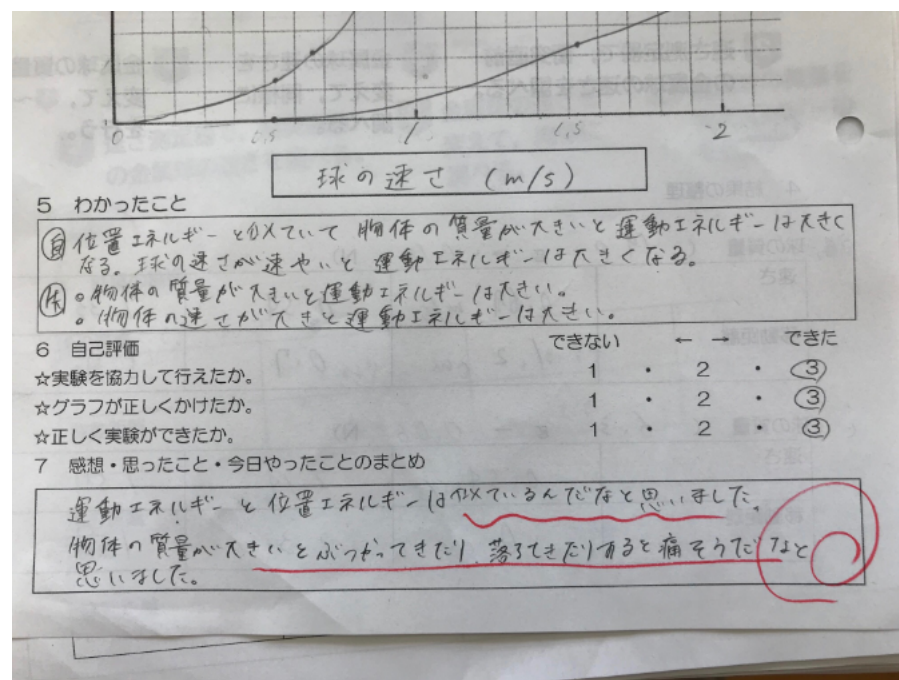 0 0,5 1 1,5 2
球の速さ (m/s)
5 わかったこと
自 位置エネルギーと似ていて物体の質量が大きいと運動エネルギーは大きく
なる。球の速さが速やいと運動エネルギーは大きくなる。
。物体の質量が大きいと運動エネルギーは大きい。
。物体の速さが大きと運動エネルギーは大きい。
6 自己評価 できない ← → できた
☆実験を協力して行えたか。 1 ・ 2 ・ 3
☆グラフが正しくかけたか。 1 ・ 2 ・ 3
☆正しく実験ができたか。 1 ・ 2 ・ 3
7 感想・思ったこと・今日やったことのまとめ
運動エネルギーと位置エネルギーは似ているんだなと思いました。
物体の質量が大きいとぶつかってきだり、落ちてきだりすると痛そうだなと
思いました。